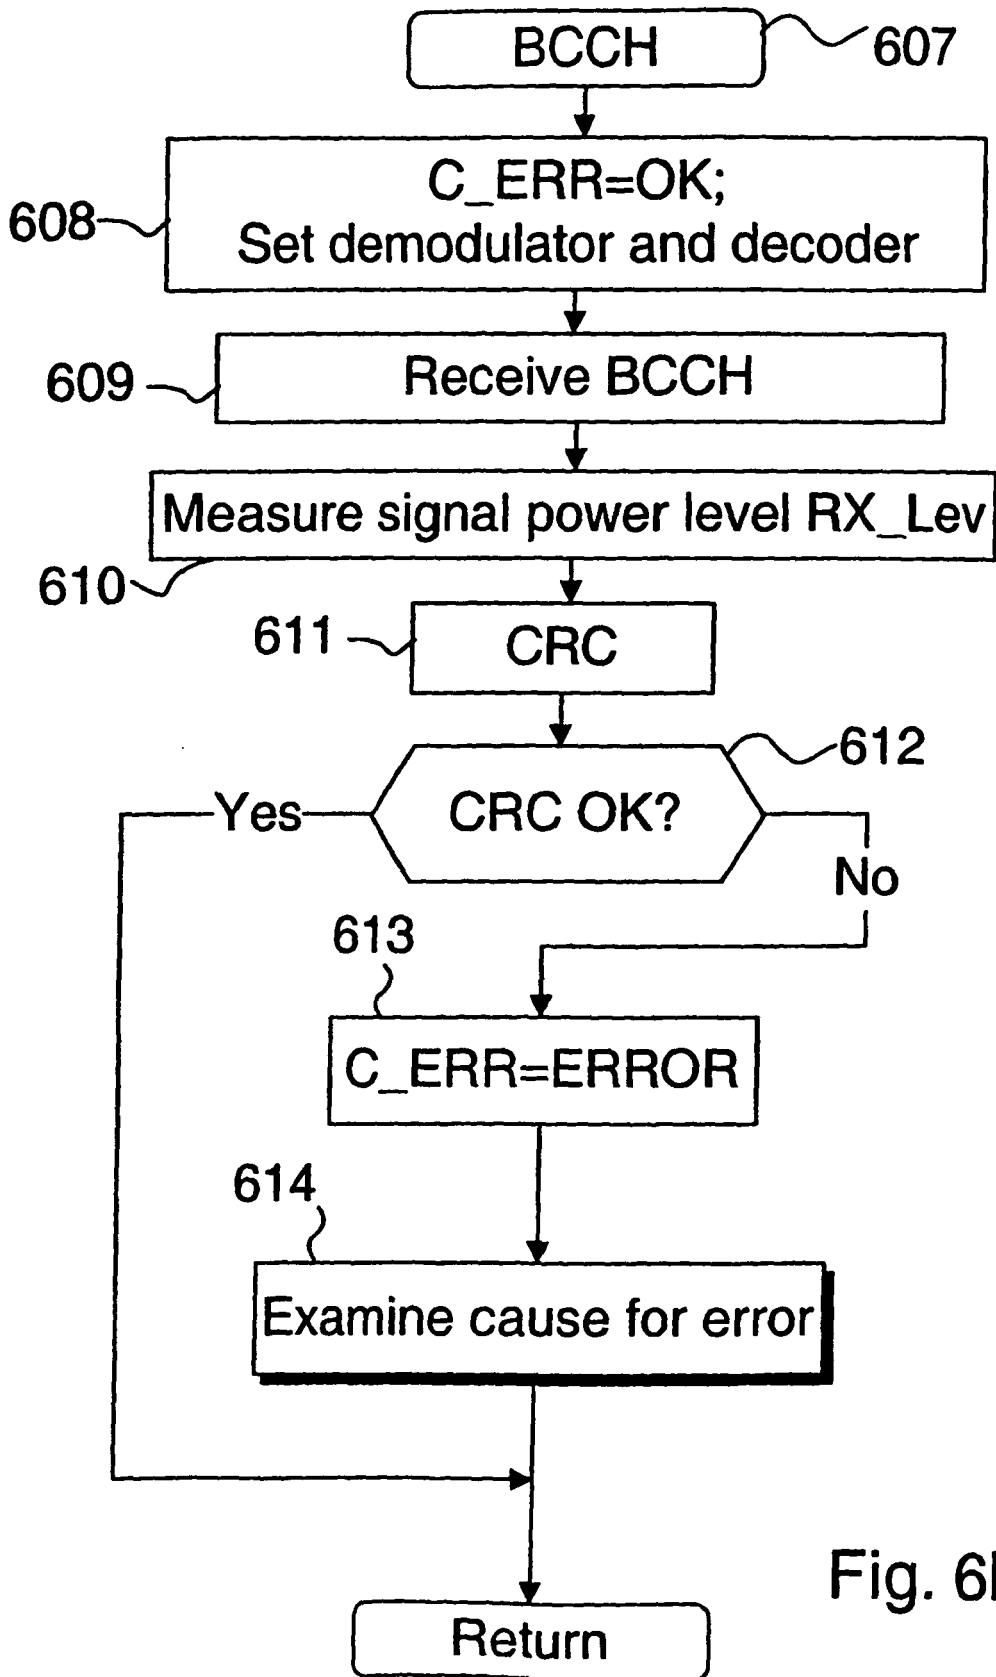 BCCH
607
C_ERR=OK;
608
Set demodulator and decoder
609
Receive BCCH
Measure signal power level RX_Lev
610
611
CRC
612
Yes
CRC OK?
No
613
C_ERR=ERROR
614
Examine cause for error
Fig.
Return